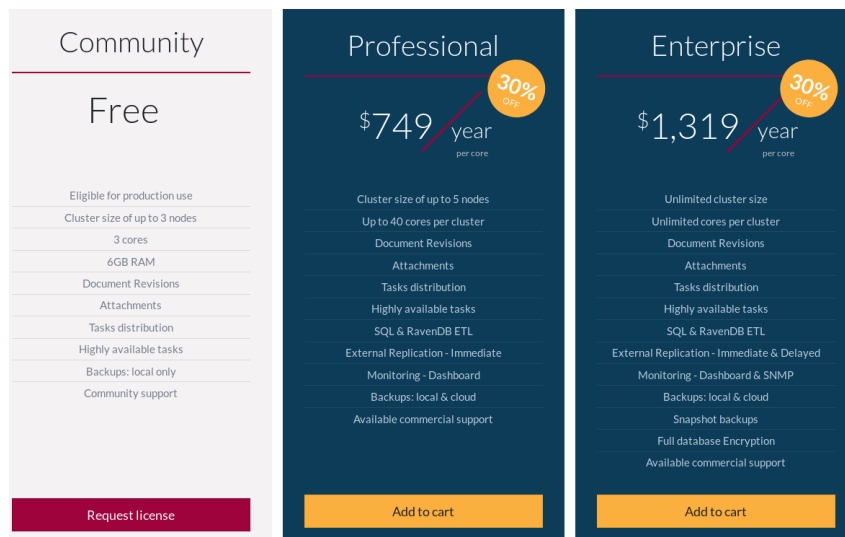 Community
Free
Eligible for production use
Cluster size of up to 3 nodes
3 cores
6GB RAM
Document Revisions
Attachments
Tasks distribution
Highly available tasks
Backups: local only
Community support
Request license
Professional
30%
OFF
$749 year
per core
Cluster size of up to 5 nodes
Up to 40 cores per cluster
Document Revisions
Attachments
Tasks distribution
Highly available tasks
SQL & RavenDB ETL
External Replication - Immediate
Monitoring - Dashboard
Backups: local & cloud
Available commercial support
Add to cart
Enterprise
30%
OFF
$1,319 year
per core
Unlimited cluster size
Unlimited cores per cluster
Document Revisions
Attachments
Tasks distribution
Highly available tasks
SQL & RavenDB ETL
External Replication - Immediate & Delayed
Monitoring - Dashboard & SNMP
Backups: local & cloud
Snapshot backups
Full database Encryption
Available commercial support
Add to cart